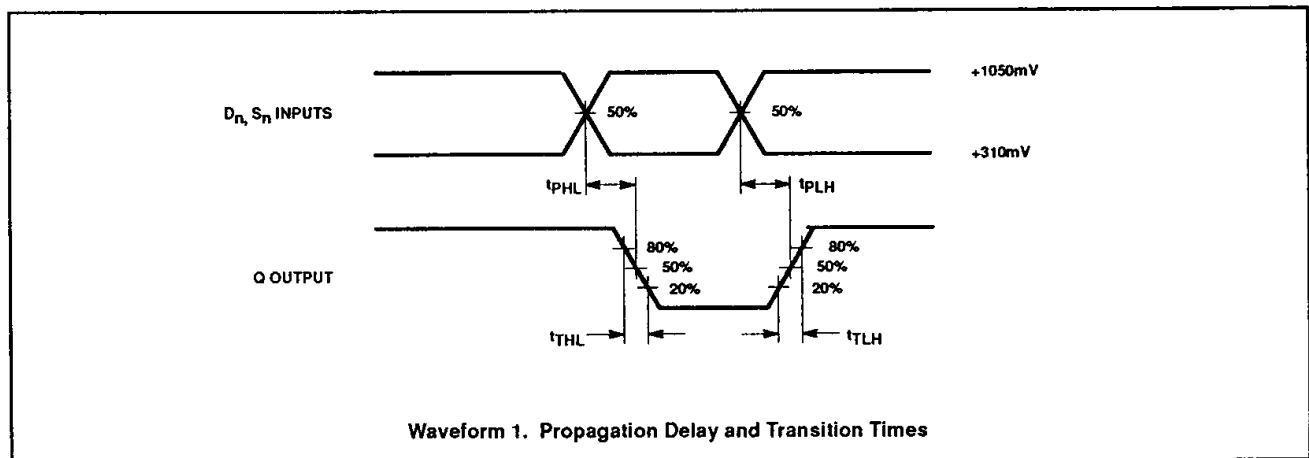 +1050mV
Dn, Sn INPUTS
50%
50%
+310mV
tPHL
tPLH
80%
80%
Q OUTPUT
50%
50%
20%
20%
tTHL
tTLH
Waveform 1. Propagation Delay and Transition Times